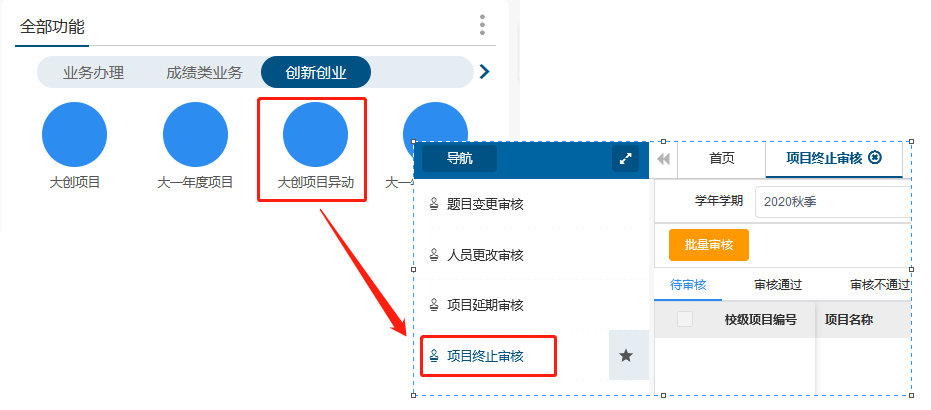 全部功能
业务办理 成绩类业务 创新创业
大创项目 大一年度项目 大创项目异动 大一
导航
题目变更审核
人员更改审核
项目延期审核
项目终止审核
首页 项目终止审核
学年学期 2020秋季
批量审核
待审核 审核通过 审核不通过
校级项目编号 项目名称